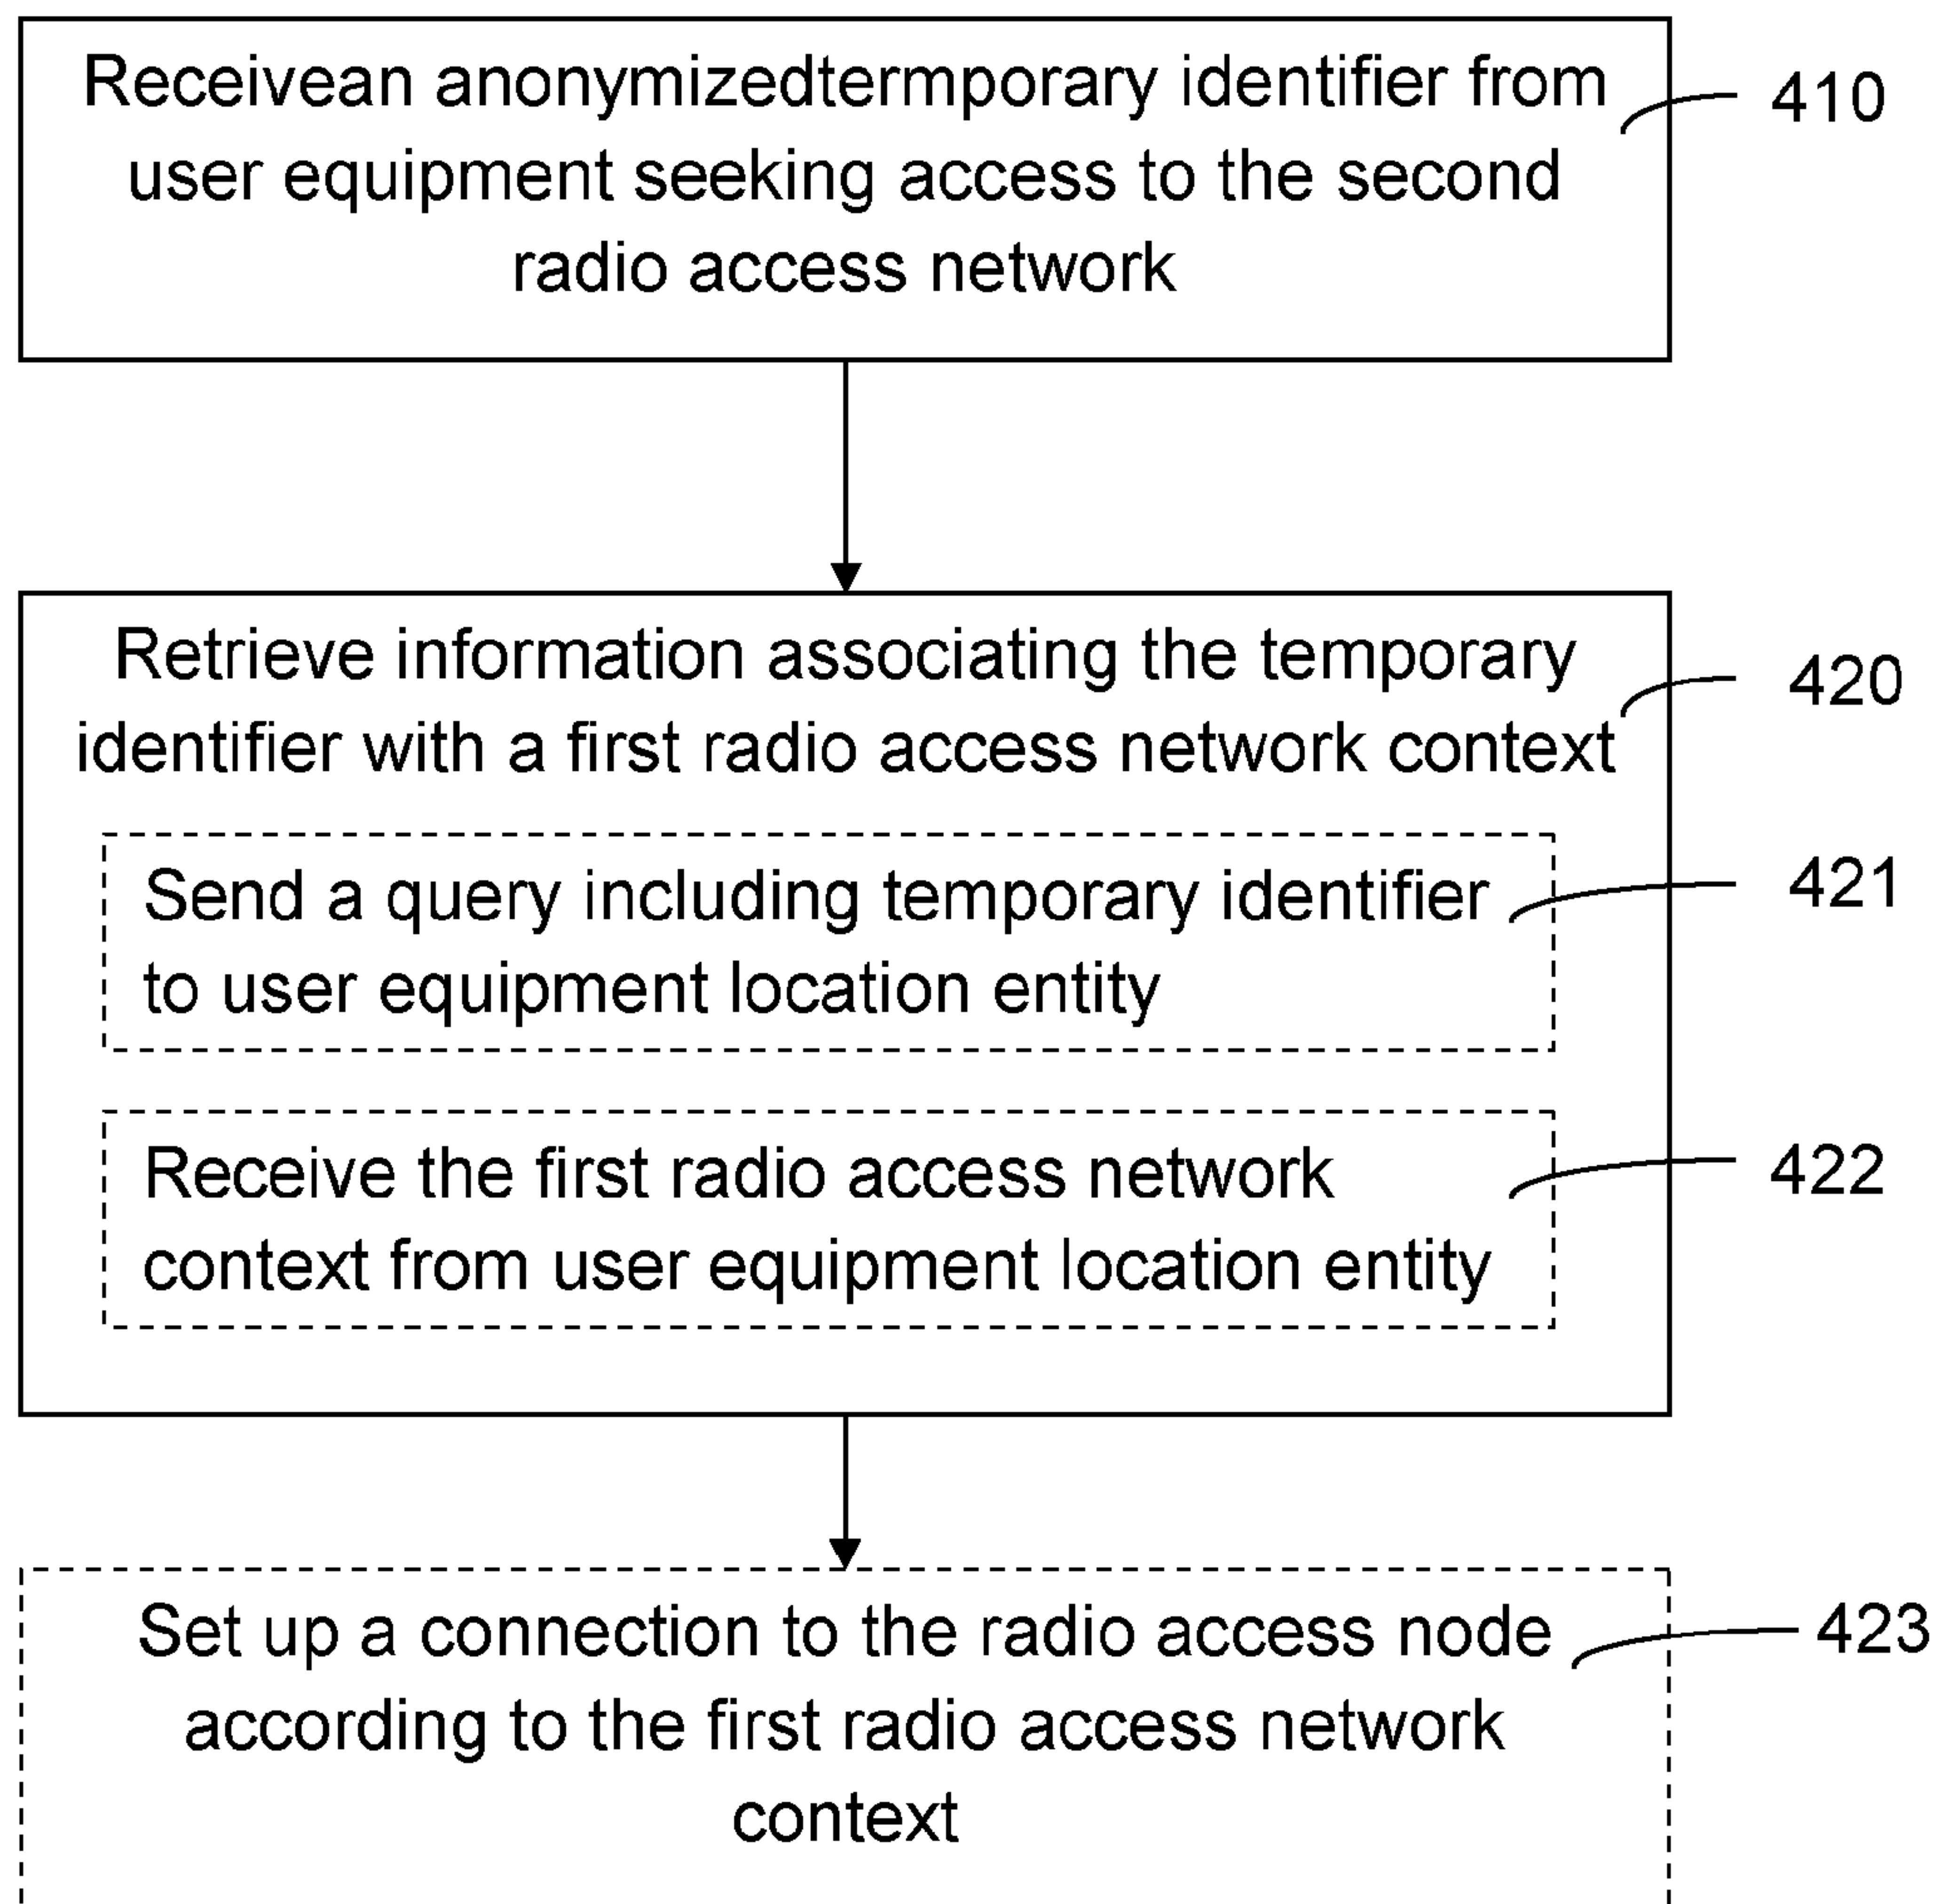 Receivean anonymizedtermporary identifier from
410
user equipment seeking access to the second
radio access network
Retrieve information associating the temporary
420
identifier with a first radio access network context
Send a query including temporary identifier
421
to user equipment location entity
Receive the first radio access network
422
context from user equipment location entity
Set up a connection to the radio access node
423
according to the first radio access network
context